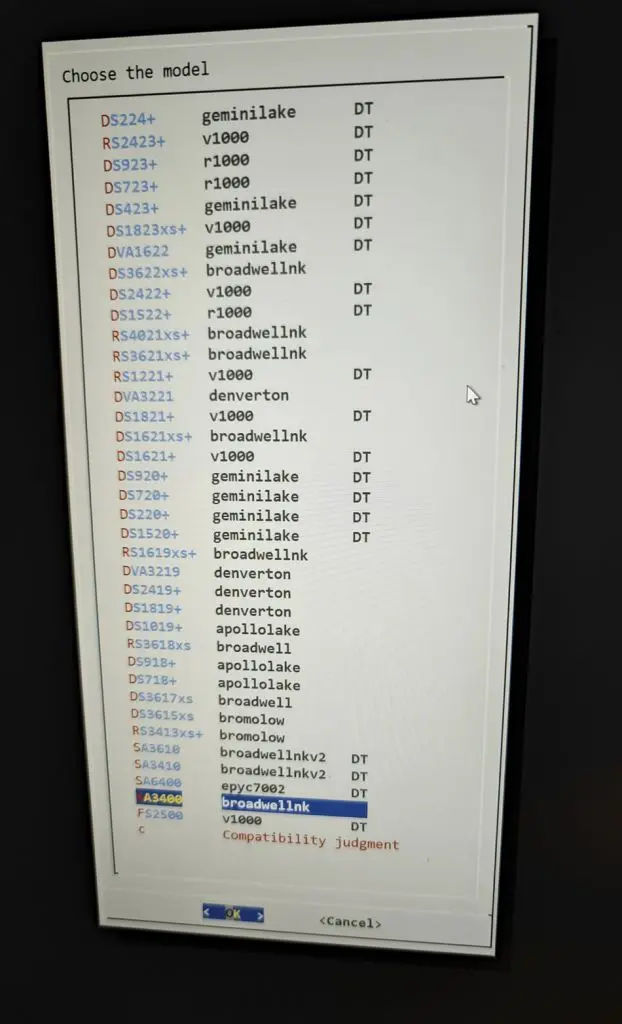 Choose the model
DS224+ geminilake DT
RS2423+ v1000 DT
DS923+ r1000 DT
DS723+ r1000 DT
DS423+ geminilake DT
DS1823xs+ v1000 DT
DVA1622 geminilake DT
DS3622xs+ broadwellnk
DS2422+ v1000 DT
DS1522+ r1000 DT
RS4021xs+ broadwellnk
RS3621xs+ broadwellnk
RS1221+ v1000 DT
DVA3221 denverton
DS1821+ v1000 DT
DS1621xs+ broadwellnk
DS1621+ v1000 DT
DS920+ geminilake DT
DS720+ geminilake DT
DS220+ geminilake DT
DS1520+ geminilake DT
RS1619xs+ broadwellnk
DVA3219 denverton
DS2419+ denverton
DS1819+ denverton
DS1019+ apollolake
RS3618xs broadwell
DS918+ apollolake
DS718+ apollolake
DS3617xs broadwell
DS3615xs bromolow
RS3413xs+ bromolow
SA3610 broadwellnkv2 DT
SA3410 broadwellnkv2 DT
SA6400 epyc7002 DT
A3400 broadwellnk
FS2500 v1000 DT
c Compatibility judgment
< OK > <Cancel>